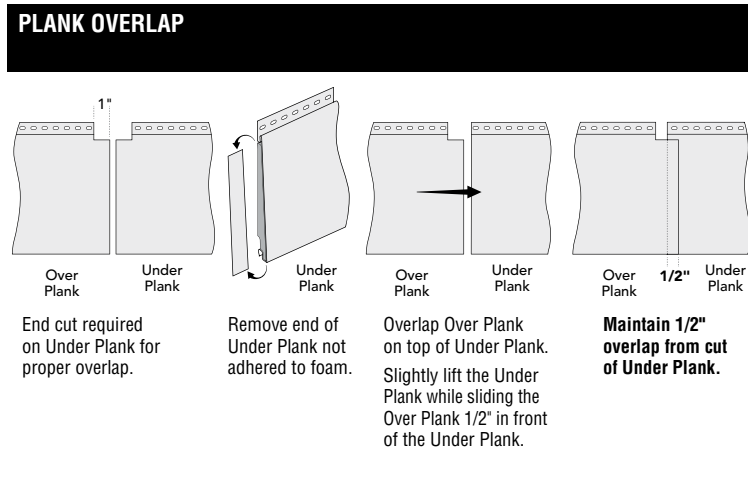 PLANK OVERLAP
1"
Over
Plank
Under
Plank
End cut required
on Under Plank for
proper overlap.
Under
Plank
Remove end of
Under Plank not
adhered to foam.
Over
Plank
Under
Plank
Overlap Over Plank
on top of Under Plank.
Slightly lift the Under
Plank while sliding the
Over Plank 1/2" in front
of the Under Plank.
Over
Plank
1/2"
Under
Plank
Maintain 1/2"
overlap from cut
of Under Plank.